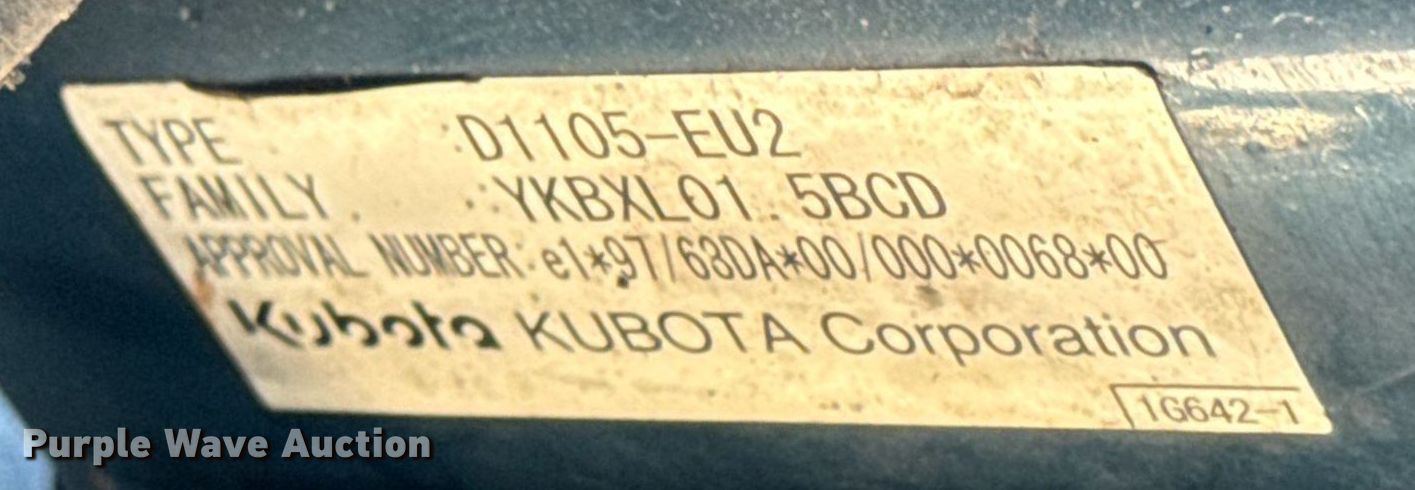 TYPE :D1105-EU2
FAMILY :YKBXL01.5BCD
APPROVAL NUMBER:e1*97/63DA*00/000*0068*00
Kubota KUBOTA Corporation
1G642-1
Purple Wave Auction